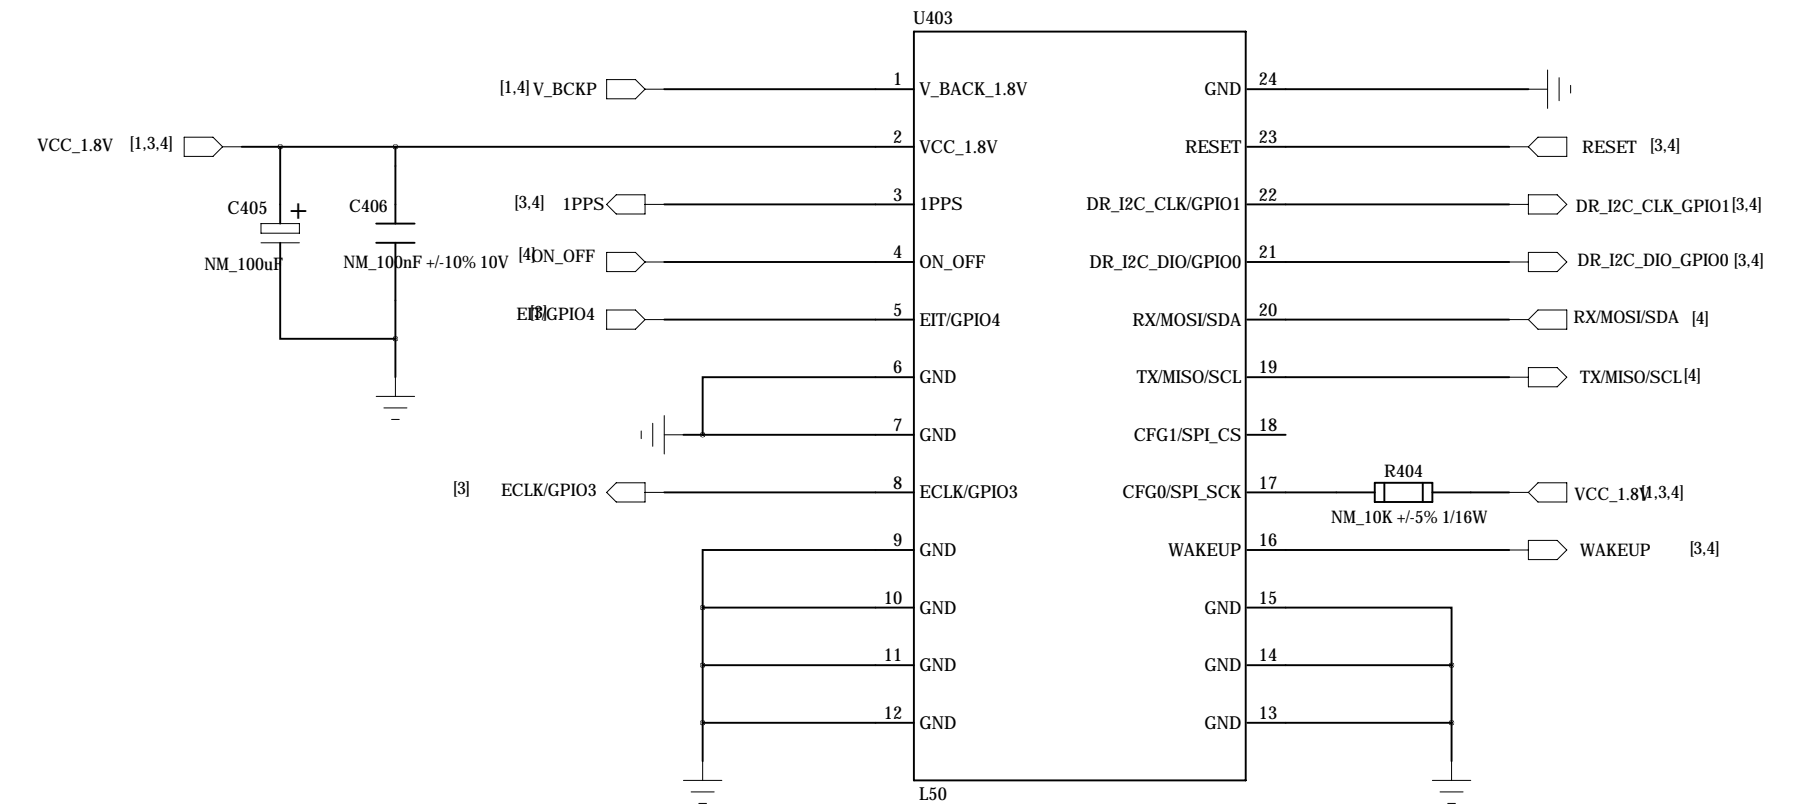 U403
[1,4] V_BCKP 1 V_BACK_1.8V GND 24
VCC_1.8V [1,3,4] 2 VCC_1.8V RESET 23 RESET [3,4]
[3,4] 1PPS 3 1PPS DR_I2C_CLK/GPIO1 22 DR_I2C_CLK_GPIO1 [3,4]
C405 + C406
NM_100uF NM_100nF +/-10% 10V
[4] ON_OFF 4 ON_OFF DR_I2C_DIO/GPIO0 21 DR_I2C_DIO_GPIO0 [3,4]
EIT/GPIO4 [3] 5 EIT/GPIO4 RX/MOSI/SDA 20 RX/MOSI/SDA [4]
6 GND TX/MISO/SCL 19 TX/MISO/SCL [4]
7 GND CFG1/SPI_CS 18
R404
[3] ECLK/GPIO3 8 ECLK/GPIO3 CFG0/SPI_SCK 17 VCC_1.8V [1,3,4]
NM_10K +/-5% 1/16W
9 GND WAKEUP 16 WAKEUP [3,4]
10 GND GND 15
11 GND GND 14
12 GND GND 13
L50